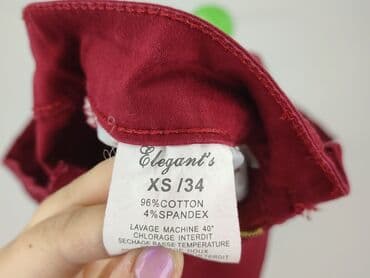 Elegant's
XS /34
96% COTTON
4% SPANDEX
LAVAGE MACHINE 40°
CHLORAGE INTERDIT
SECHAGE BASSE TEMPERATURE